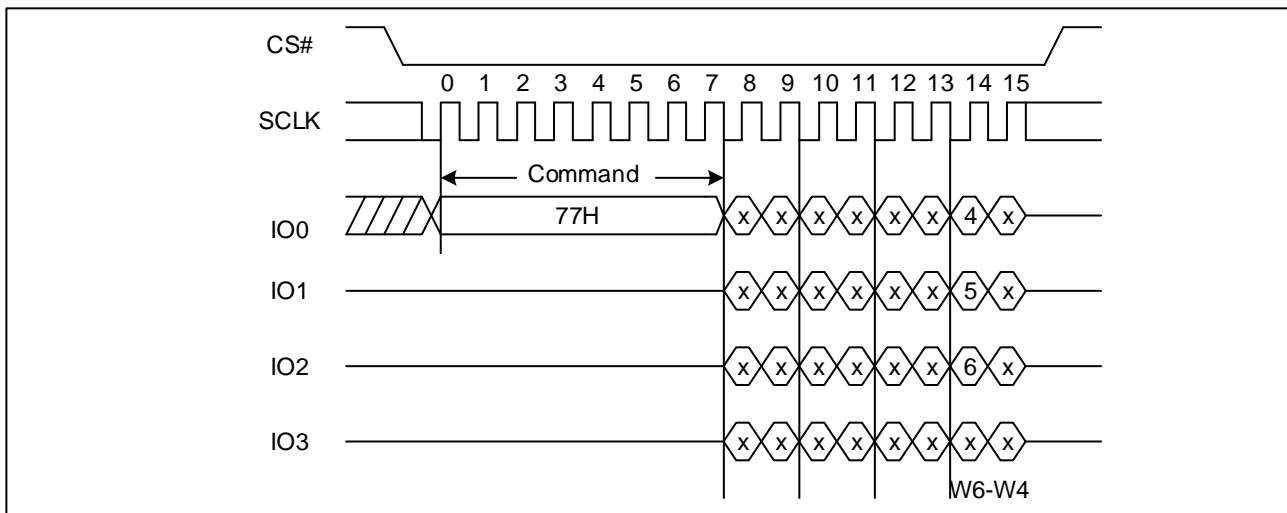 CS#
0 1 2 3 4 5 6 7 8 9 10 11 12 13 14 15
SCLK
Command
IO0 77H x x x x x x 4 x
IO1 x x x x x x 5 x
IO2 x x x x x x 6 x
IO3 x x x x x x x x
W6-W4